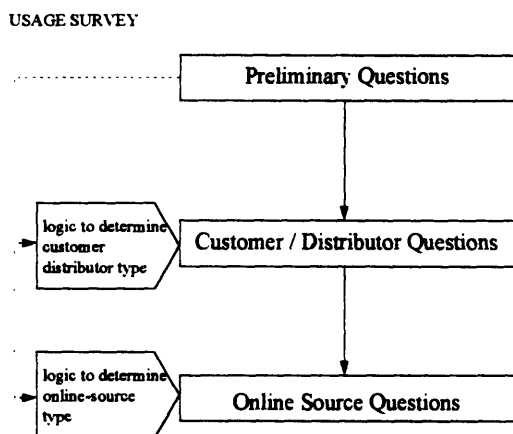 USAGE SURVEY
Preliminary Questions
logic to determine
customer
distributor type
Customer / Distributor Questions
logic to determine
online-source
type
Online Source Questions